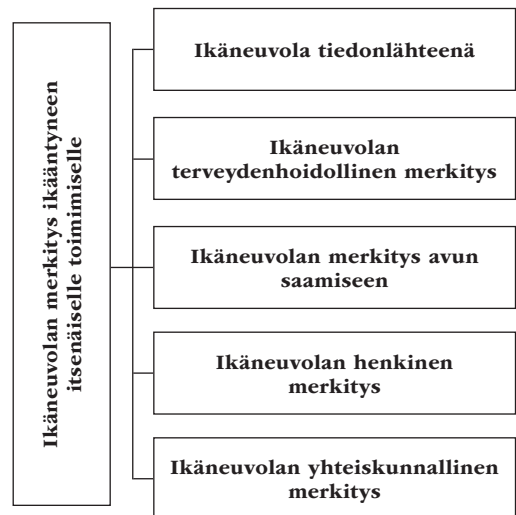 Ikäneuvolan merkitys ikääntyneen
itsenäiselle toimimiselle
Ikäneuvola tiedonlähteenä
Ikäneuvolan
terveydenhoidollinen merkitys
Ikäneuvolan merkitys avun
saamiseen
Ikäneuvolan henkinen
merkitys
Ikäneuvolan yhteiskunnallinen
merkitys